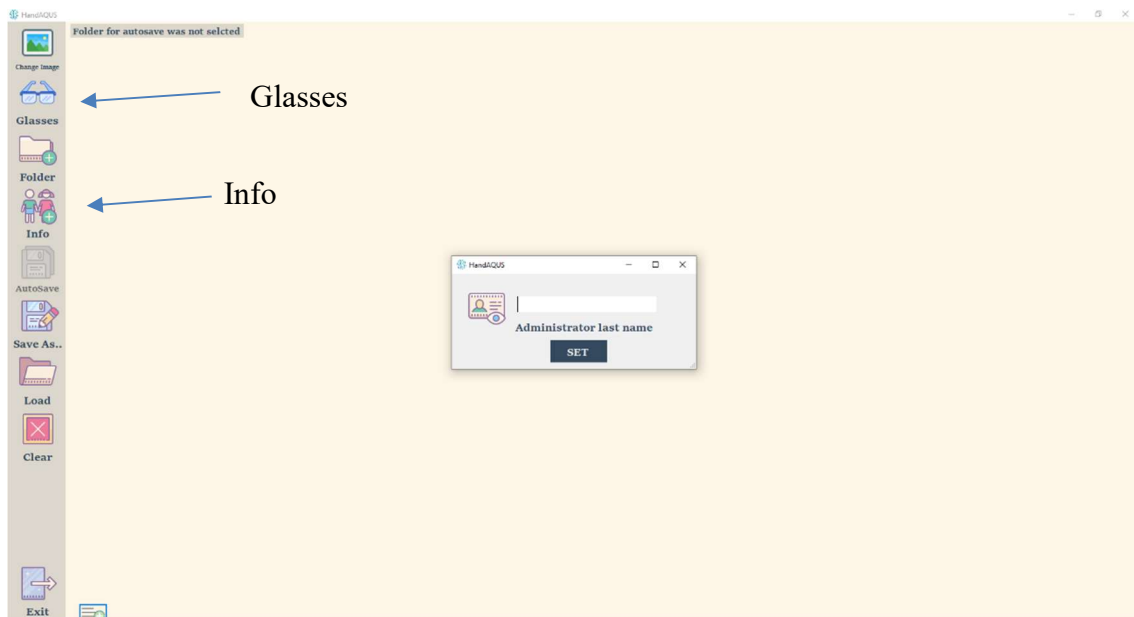 HandAQUS
Folder for autosave was not selcted
Change Image
Glasses
Glasses
Folder
Info
Info
HandAQUS
AutoSave
Administrator last name
Save As..
SET
Load
Clear
Exit